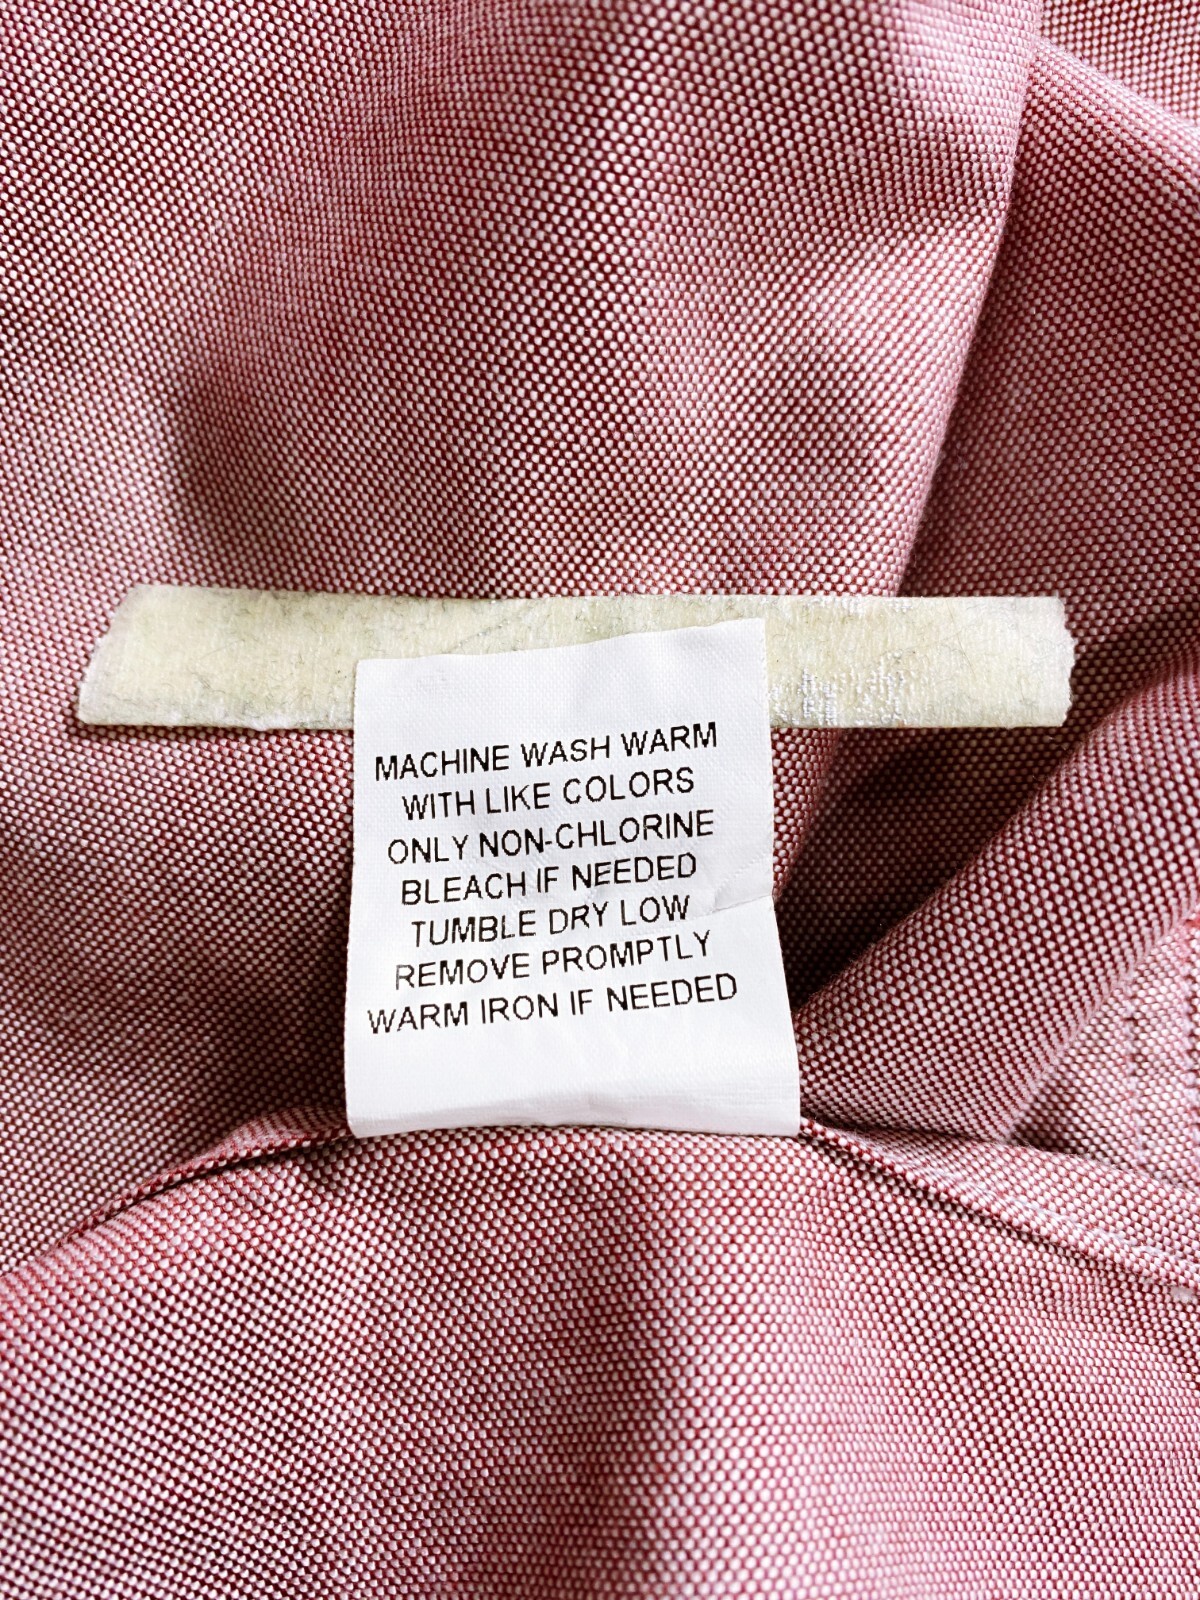 MACHINE WASH WARM
WITH LIKE COLORS
ONLY NON-CHLORINE
BLEACH IF NEEDED
TUMBLE DRY LOW
REMOVE PROMPTLY
WARM IRON IF NEEDED